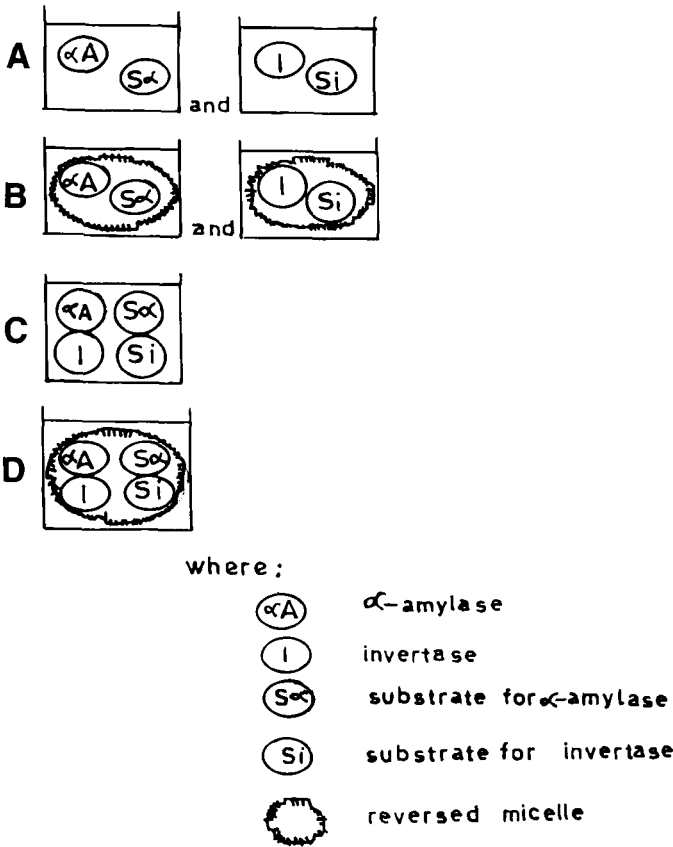 A
αA
Sα
and
I
Si
B
αA
Sα
and
I
Si
C
αA
Sα
I
Si
D
αA
Sα
I
Si
where :
αA α-amylase
I invertase
Sα substrate for α-amylase
Si substrate for invertase
reversed micelle